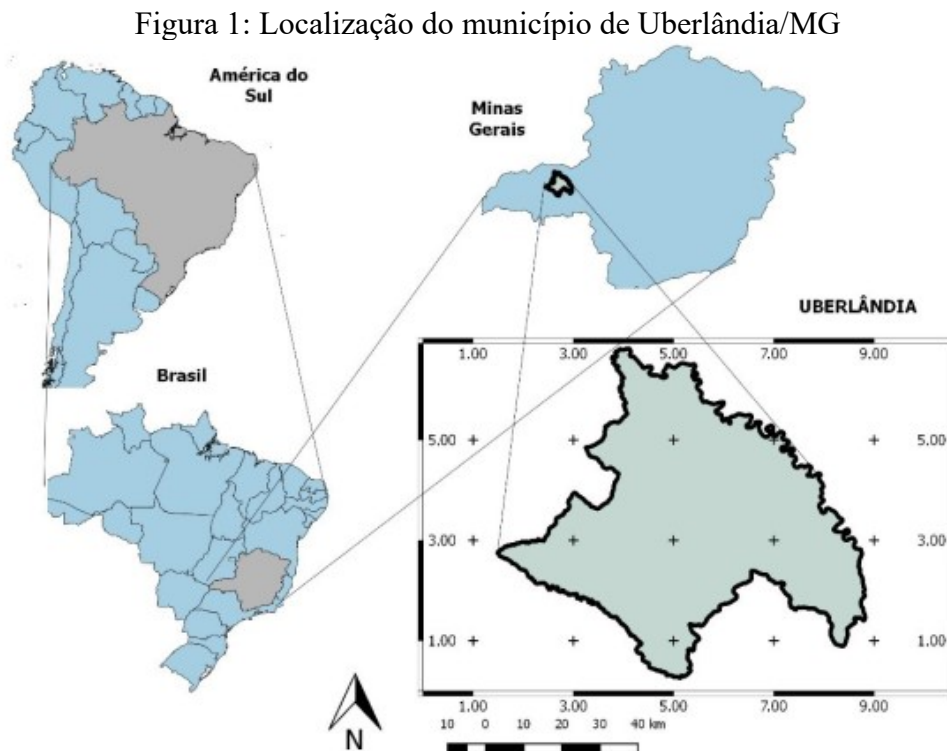 Figura 1: Localização do município de Uberlândia/MG
América do
Sul
Minas
Gerais
UBERLÂNDIA
Brasil
1.00 3.00 5.00 7.00 9.00
5.00 5.00
3.00 3.00
1.00 1.00
1.00 3.00 5.00 7.00 9.00
10 0 10 20 30 40 km
N